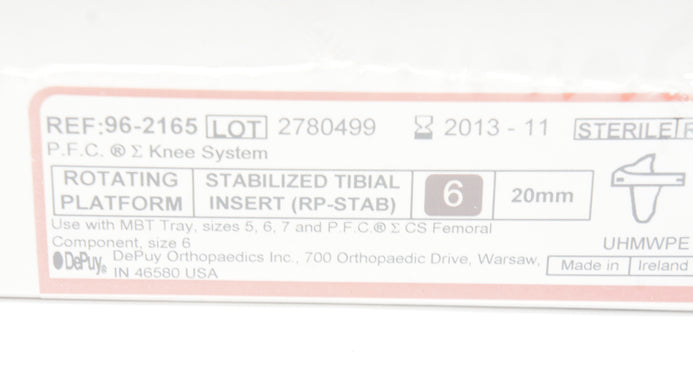 REF:96-2165 LOT 2780499 2013 - 11 STERILE R
P.F.C. ® Σ Knee System
ROTATING PLATFORM
STABILIZED TIBIAL INSERT (RP-STAB)
6
20mm
Use with MBT Tray, sizes 5, 6, 7 and P.F.C.® Σ CS Femoral
Component, size 6
UHMWPE
DePuy® DePuy Orthopaedics Inc., 700 Orthopaedic Drive, Warsaw,
IN 46580 USA
Made in Ireland